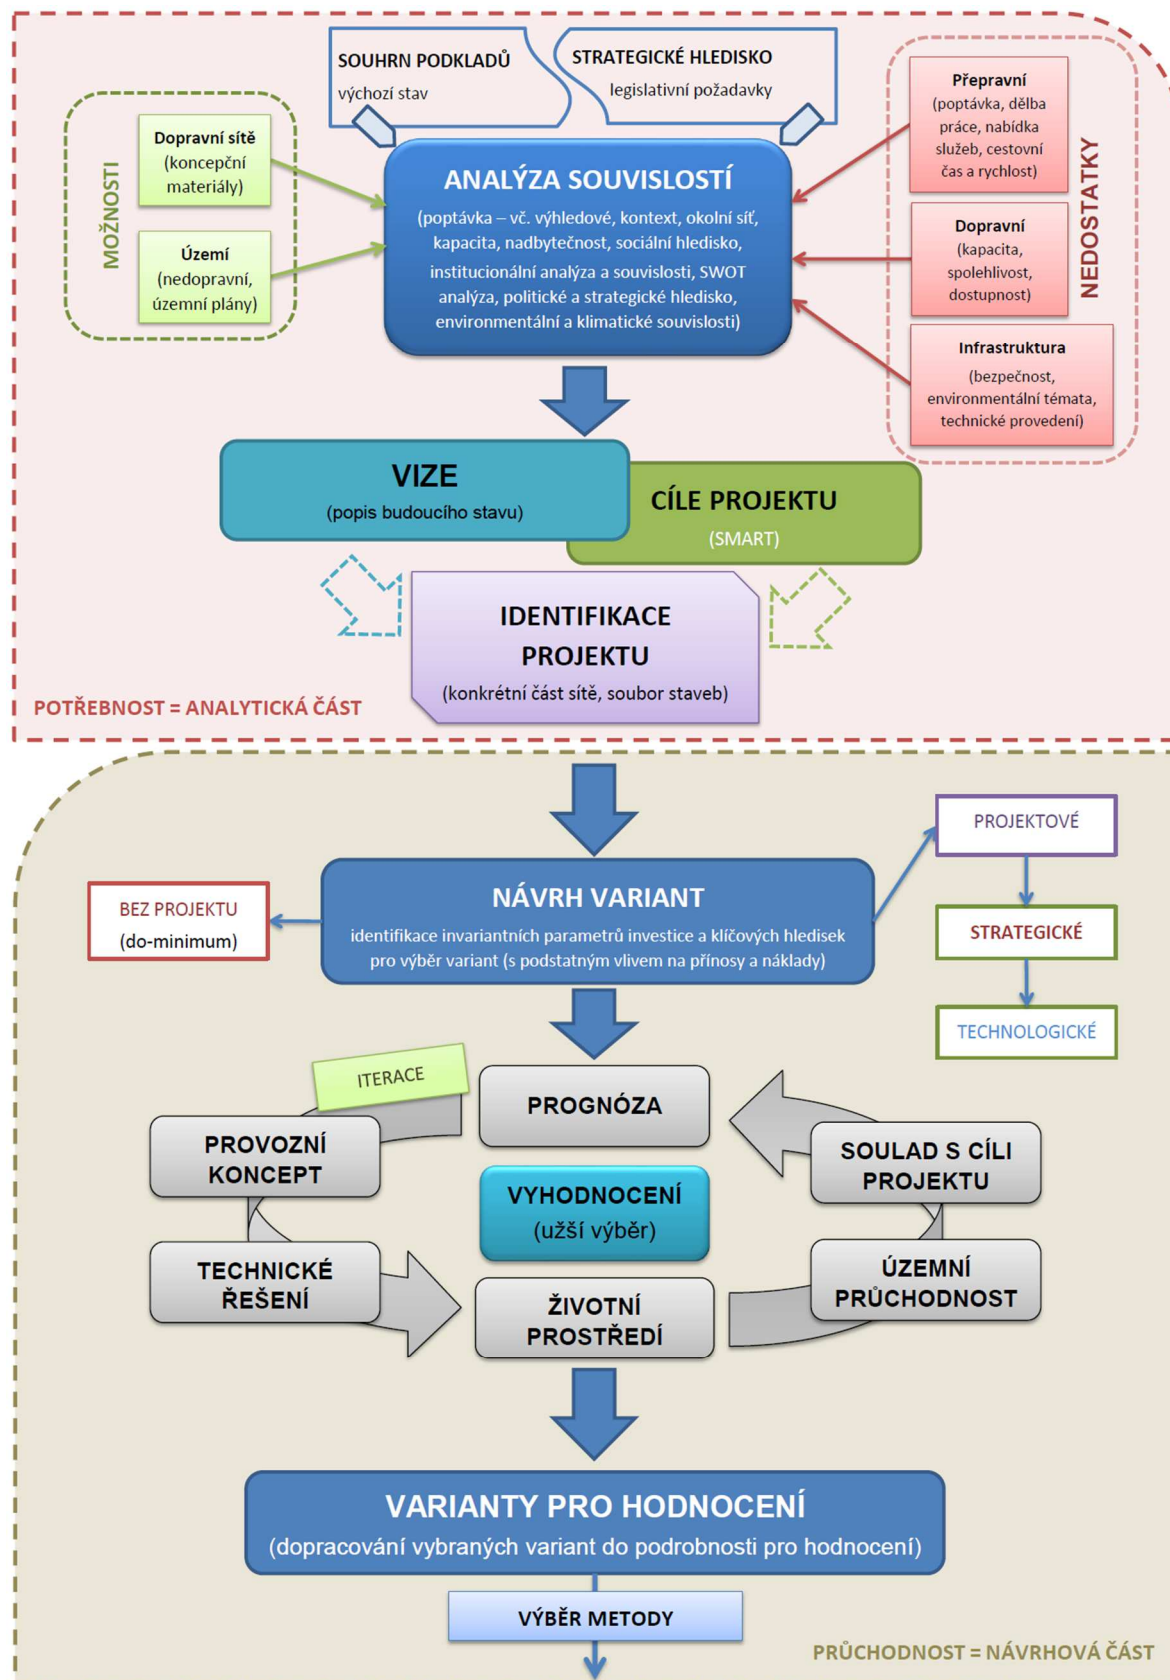 SOUHRN PODKLADŮ
výchozí stav
STRATEGICKÉ HLEDISKO
legislativní požadavky
MOŽNOSTI
Dopravní sítě
(koncepční
materiály)
Území
(nedopravní,
územní plány)
ANALÝZA SOUVISLOSTÍ
(poptávka – vč. výhledové, kontext, okolní síť,
kapacita, nadbytečnost, sociální hledisko,
institucionální analýza a souvislosti, SWOT
analýza, politické a strategické hledisko,
environmentální a klimatické souvislosti)
NEDOSTATKY
Přepravní
(poptávka, dělba
práce, nabídka
služeb, cestovní
čas a rychlost)
Dopravní
(kapacita,
spolehlivost,
dostupnost)
Infrastruktura
(bezpečnost,
environmentální témata,
technické provedení)
VIZE
(popis budoucího stavu)
CÍLE PROJEKTU
(SMART)
IDENTIFIKACE
PROJEKTU
(konkrétní část sítě, soubor staveb)
POTŘEBNOST = ANALYTICKÁ ČÁST
NÁVRH VARIANT
identifikace invariantních parametrů investice a klíčových hledisek
pro výběr variant (s podstatným vlivem na přínosy a náklady)
BEZ PROJEKTU
(do-minimum)
PROJEKTOVÉ
STRATEGICKÉ
TECHNOLOGICKÉ
ITERACE
PROGNÓZA
PROVOZNÍ
KONCEPT
TECHNICKÉ
ŘEŠENÍ
VYHODNOCENÍ
(užší výběr)
ŽIVOTNÍ
PROSTŘEDÍ
SOULAD S CÍLI
PROJEKTU
ÚZEMNÍ
PRŮCHODNOST
VARIANTY PRO HODNOCENÍ
(dopracování vybraných variant do podrobnosti pro hodnocení)
VÝBĚR METODY
PRŮCHODNOST = NÁVRHOVÁ ČÁST